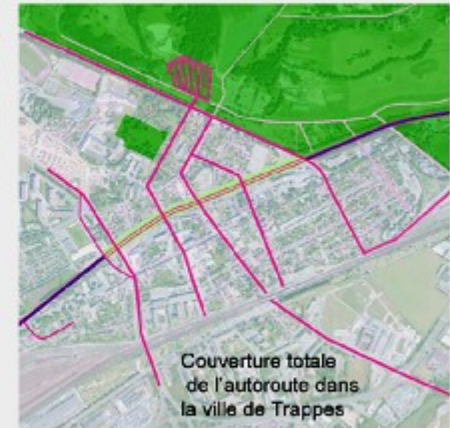 Couverture totale
de l'autoroute dans
la ville de Trappes